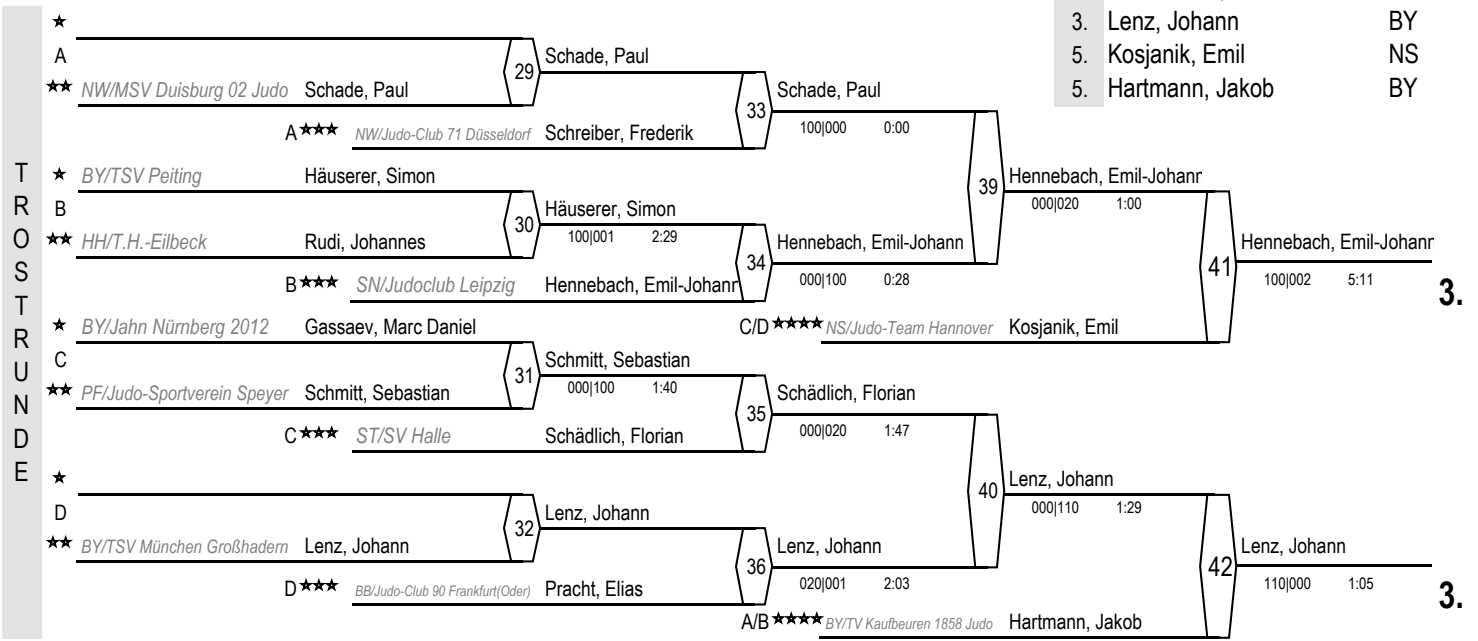 3. Lenz, Johann BY
5. Kosjanik, Emil NS
5. Hartmann, Jakob BY
TROSTRUNDE
A
Schade, Paul
29
NW/MSV Duisburg 02 Judo Schade, Paul
Schade, Paul
33
100|000 0:00
A NW/Judo-Club 71 Düsseldorf Schreiber, Frederik
BY/TSV Peiting Häuserer, Simon
Hennebach, Emil-Johann
39
000|020 1:00
B
Häuserer, Simon
30
100|001 2:29
HH/T.H.-Eilbeck Rudi, Johannes
Hennebach, Emil-Johann
34
000|100 0:28
Hennebach, Emil-Johann
41
100|002 5:11
3.
B SN/Judoclub Leipzig Hennebach, Emil-Johann
BY/Jahn Nürnberg 2012 Gassaev, Marc Daniel
C/D NS/Judo-Team Hannover Kosjanik, Emil
C
Schmitt, Sebastian
31
000|100 1:40
PF/Judo-Sportverein Speyer Schmitt, Sebastian
Schädlich, Florian
35
000|020 1:47
C ST/SV Halle Schädlich, Florian
Lenz, Johann
40
000|110 1:29
D
Lenz, Johann
32
BY/TSV München Großhadern Lenz, Johann
Lenz, Johann
36
020|001 2:03
Lenz, Johann
42
110|000 1:05
3.
D BB/Judo-Club 90 Frankfurt(Oder) Pracht, Elias
A/B BY/TV Kaufbeuren 1858 Judo Hartmann, Jakob